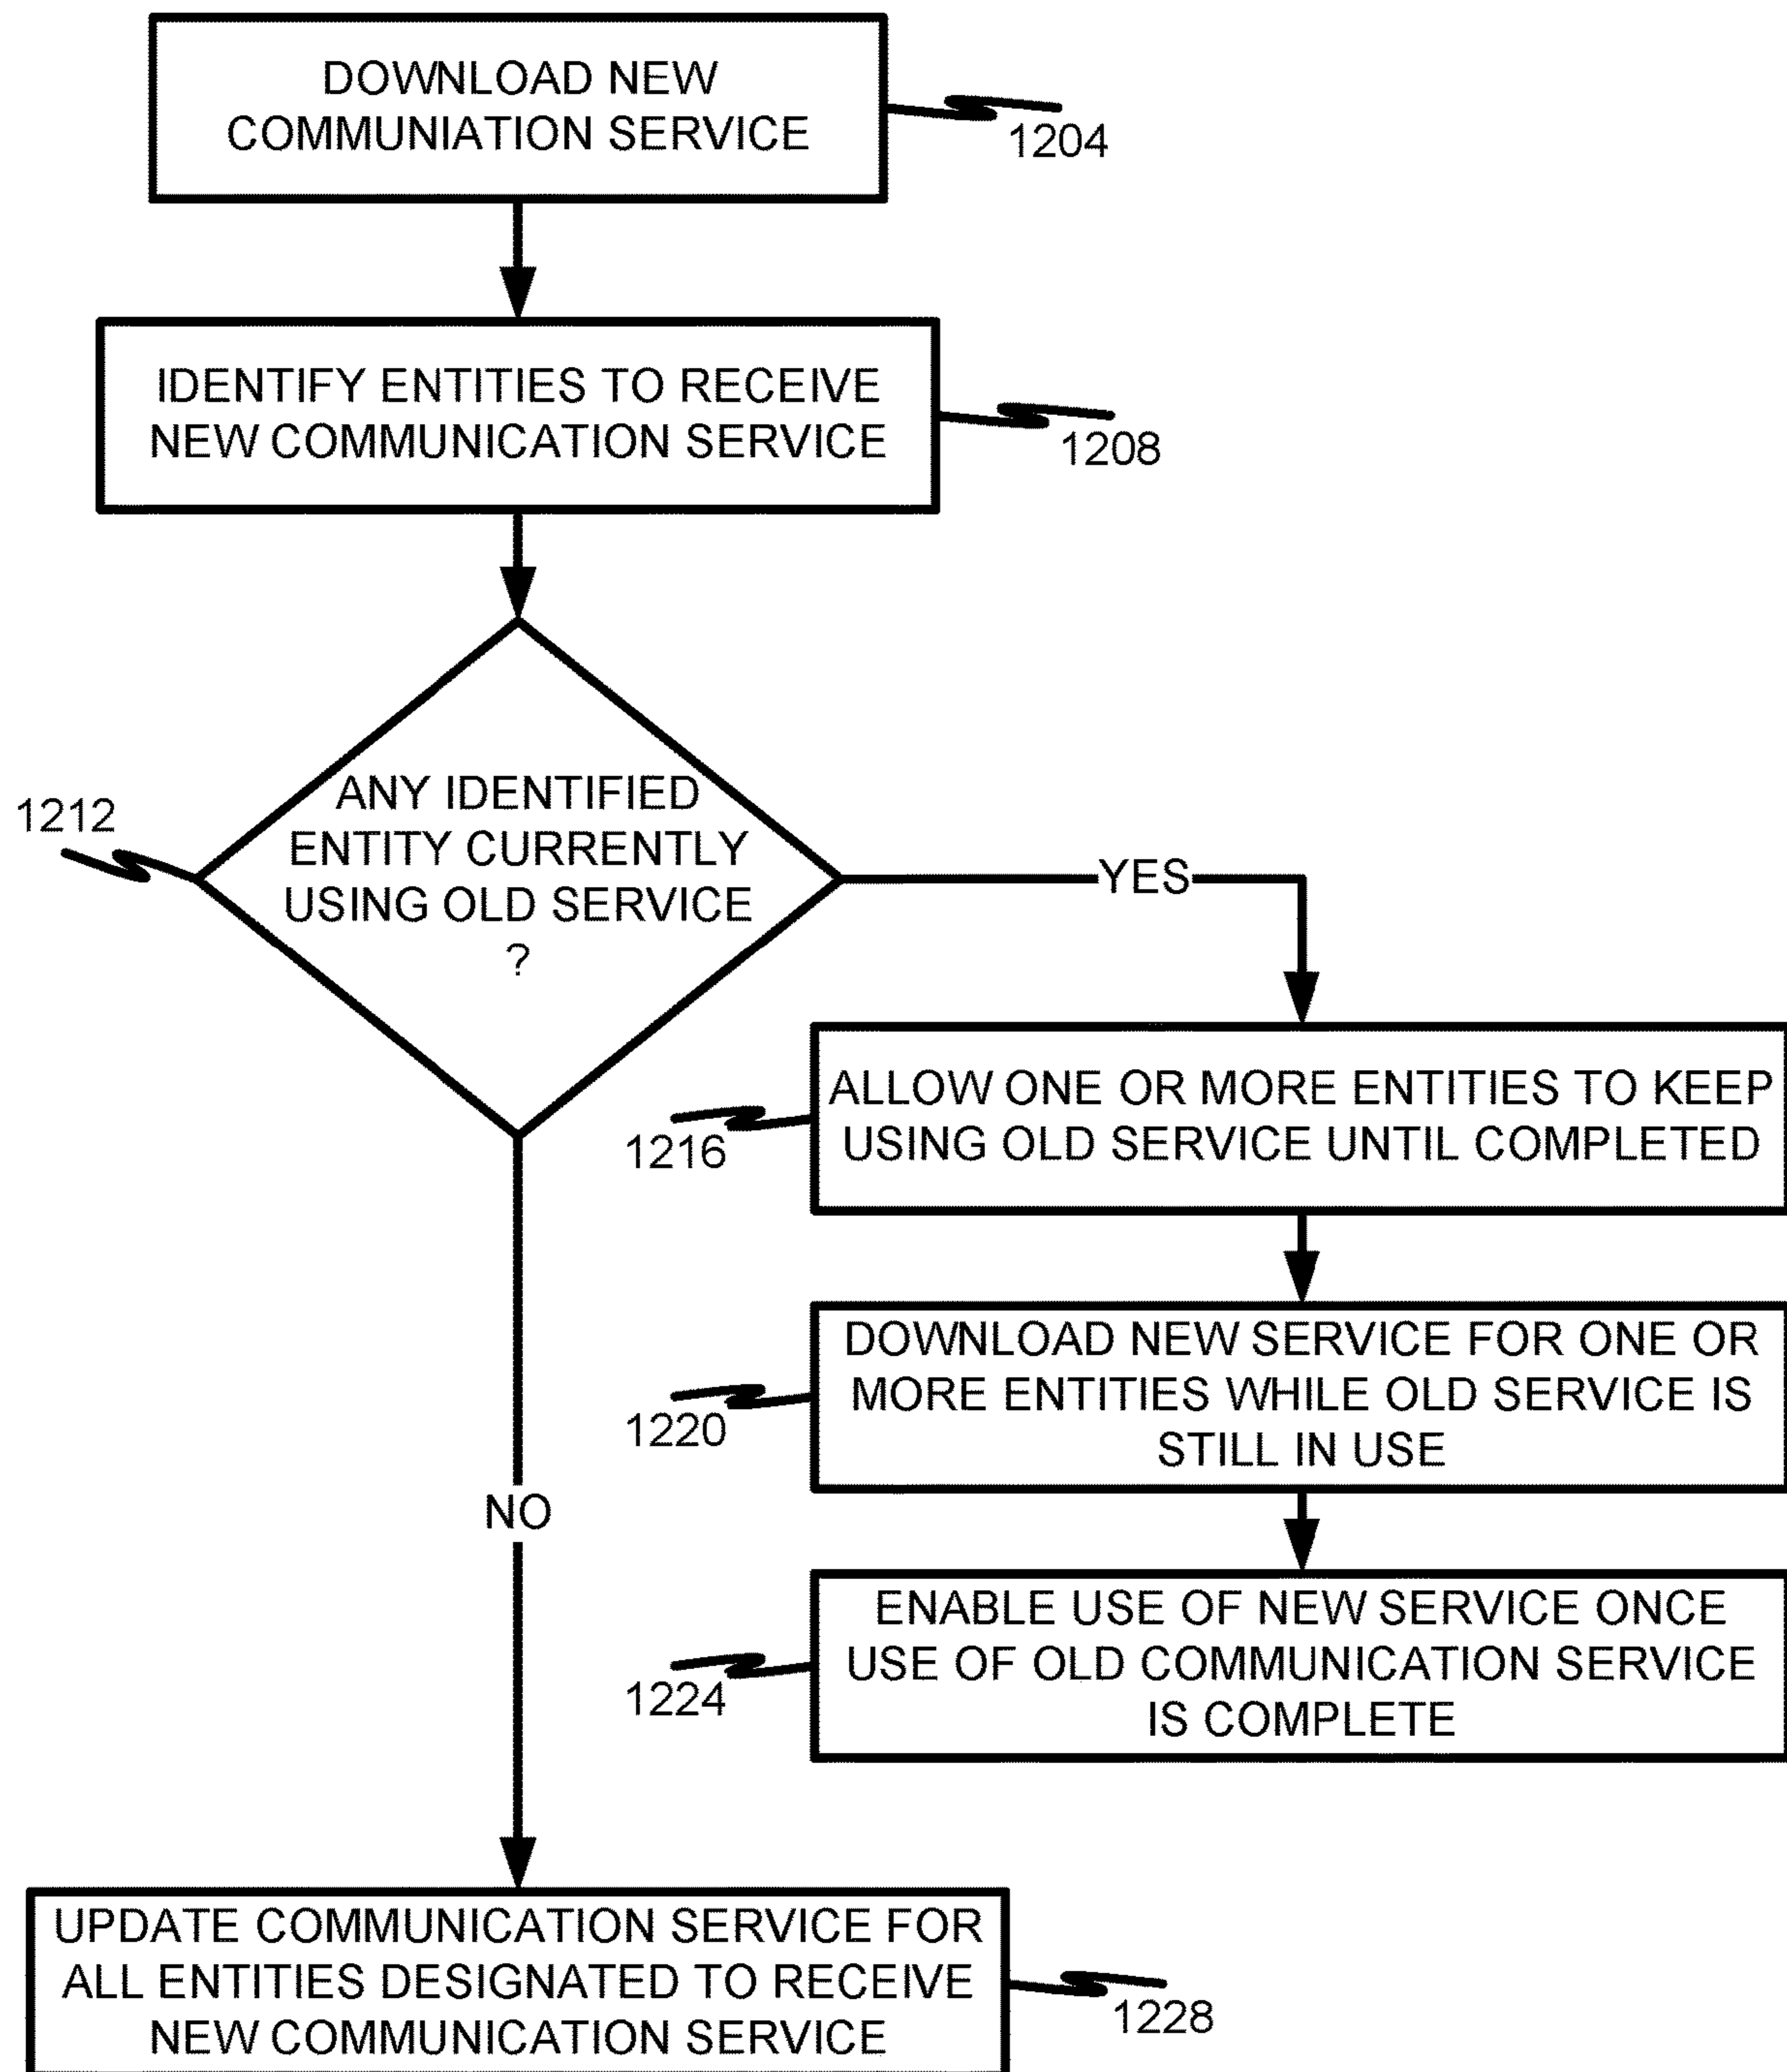 DOWNLOAD NEW
COMMUNIATION SERVICE
1204
IDENTIFY ENTITIES TO RECEIVE
NEW COMMUNICATION SERVICE
1208
1212
ANY IDENTIFIED
ENTITY CURRENTLY
USING OLD SERVICE
?
YES
ALLOW ONE OR MORE ENTITIES TO KEEP
USING OLD SERVICE UNTIL COMPLETED
1216
DOWNLOAD NEW SERVICE FOR ONE OR
MORE ENTITIES WHILE OLD SERVICE IS
STILL IN USE
1220
NO
ENABLE USE OF NEW SERVICE ONCE
USE OF OLD COMMUNICATION SERVICE
IS COMPLETE
1224
UPDATE COMMUNICATION SERVICE FOR
ALL ENTITIES DESIGNATED TO RECEIVE
NEW COMMUNICATION SERVICE
1228